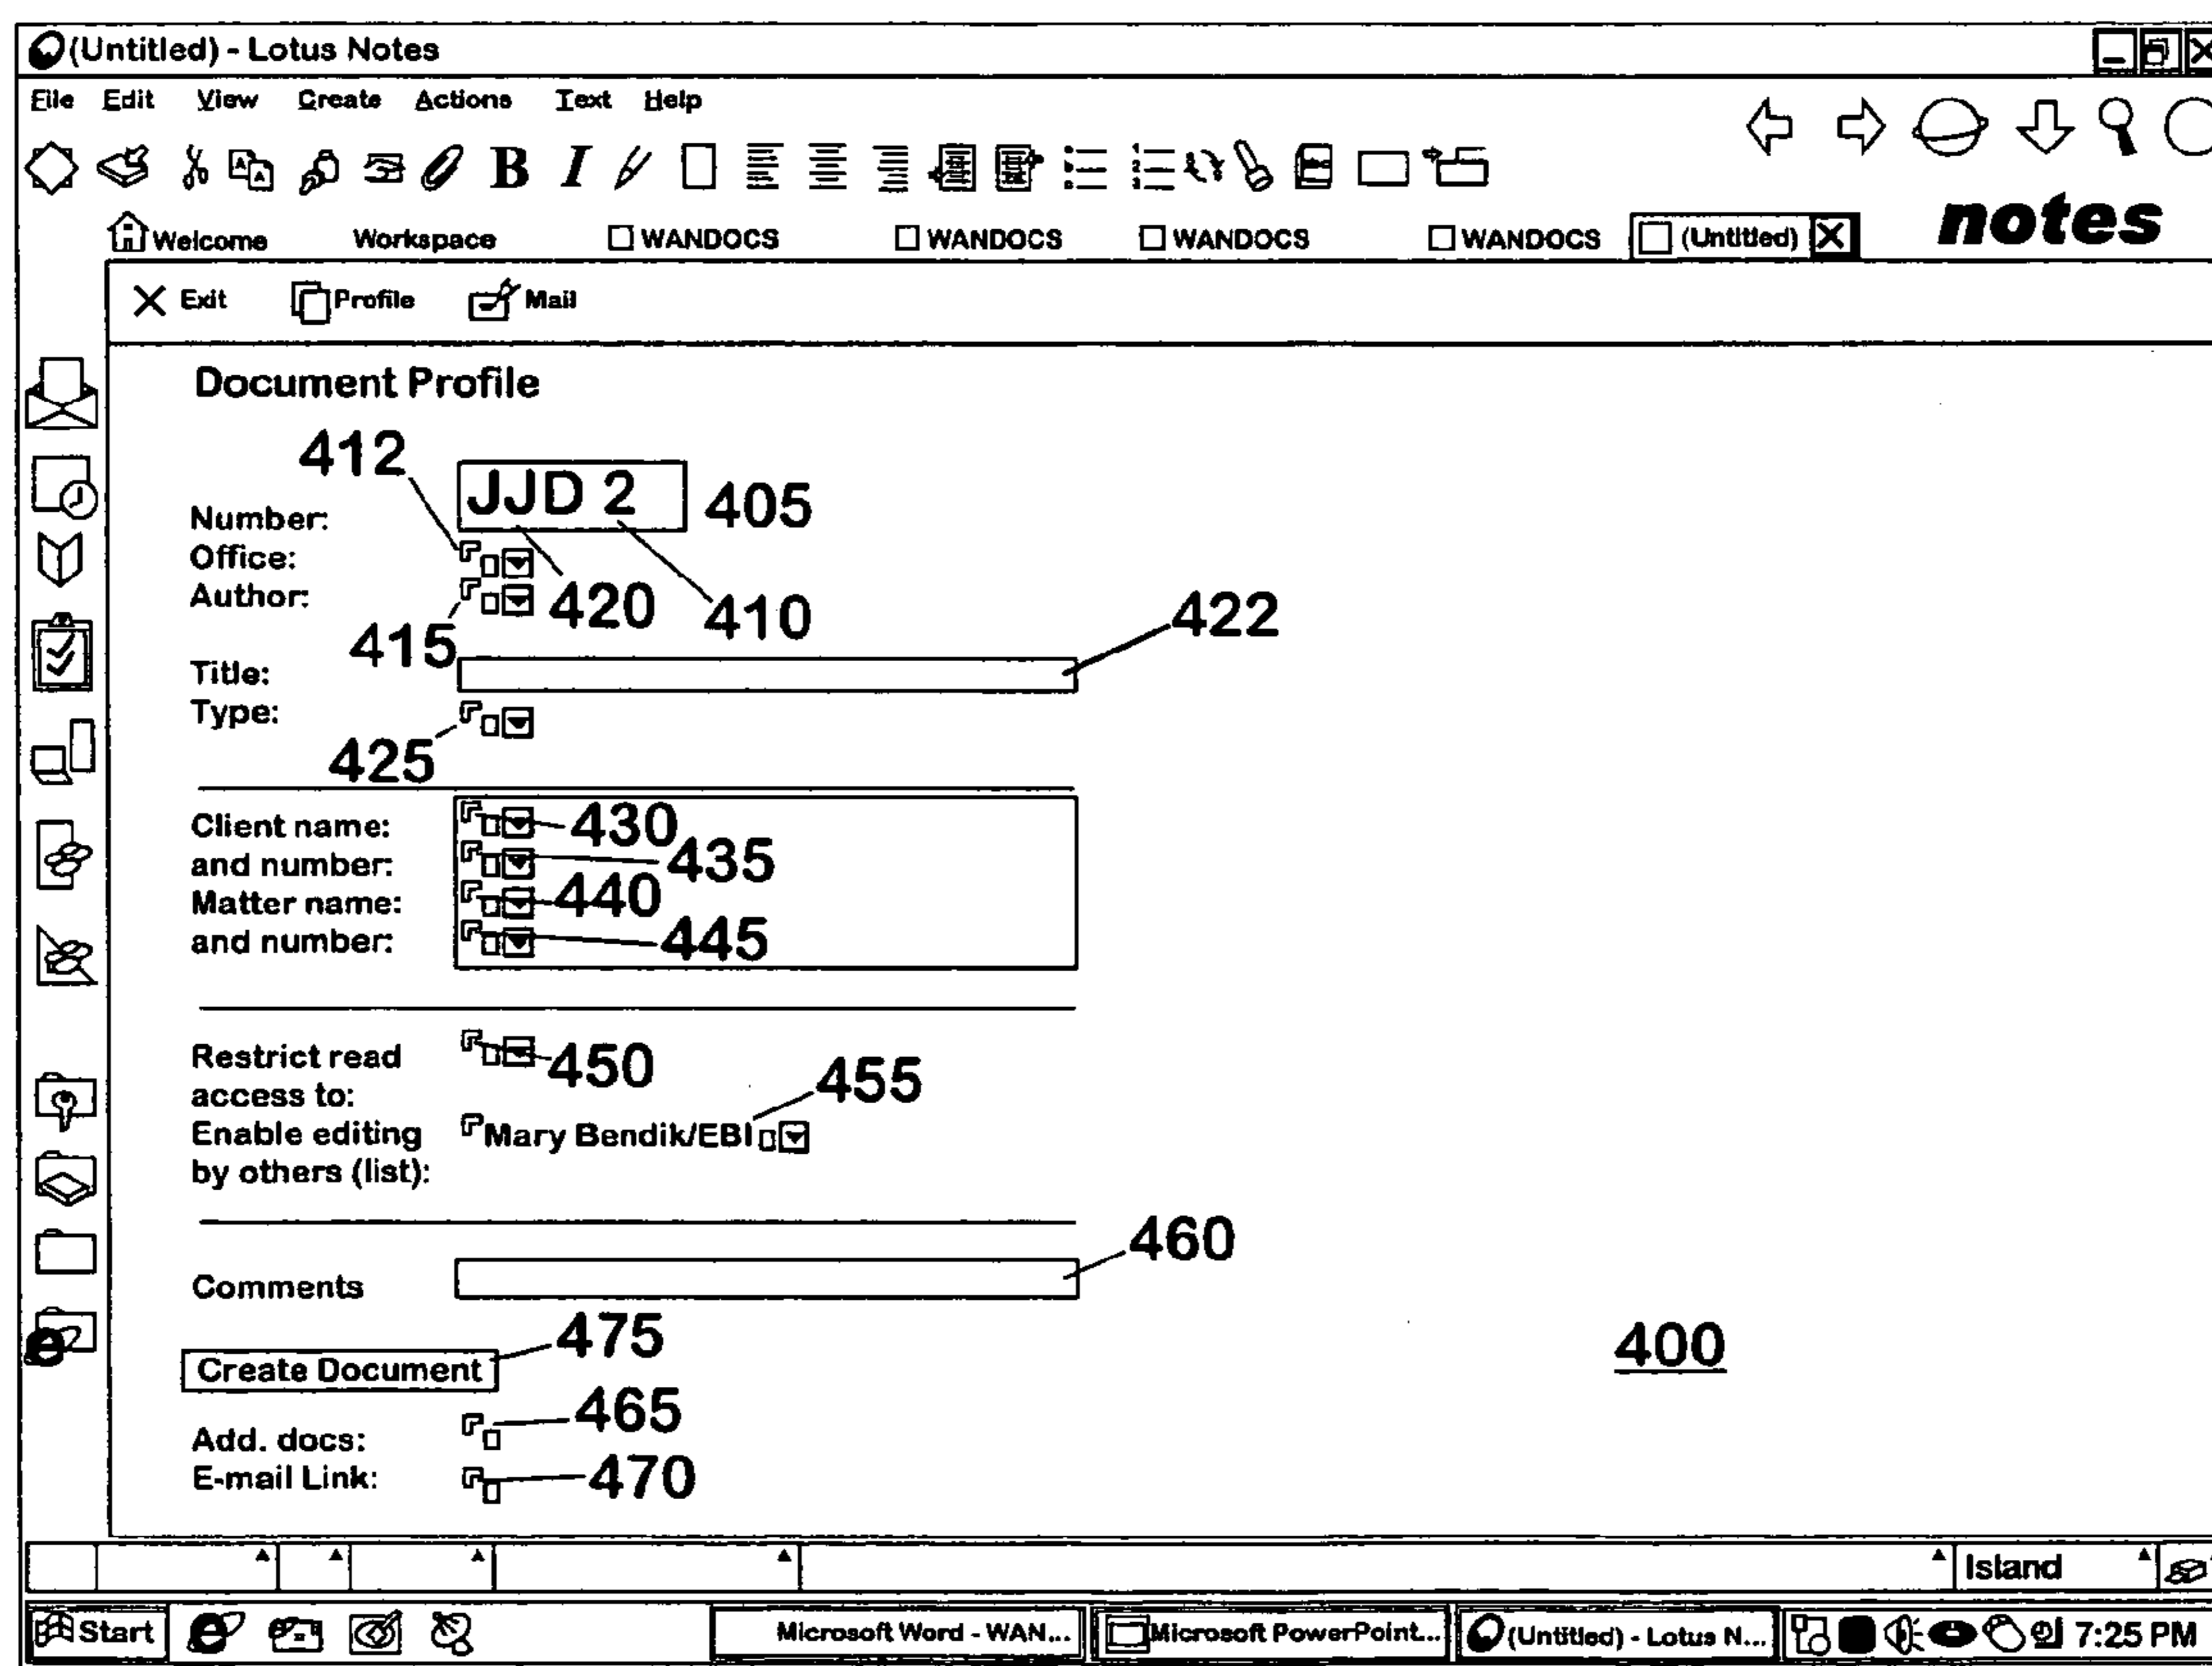 (Untitled) - Lotus Notes
File Edit View Create Actions Text Help
B I
notes
Welcome Workspace WANDOCS WANDOCS WANDOCS WANDOCS (Untitled)
Exit Profile Mail
Document Profile
412
Number: JJD 2 405
Office:
Author: 420 410 422
415
Title:
Type:
425
Client name: 430
and number: 435
Matter name: 440
and number: 445
Restrict read 450
access to: 455
Enable editing Mary Bendik/EBI
by others (list):
460
Comments
475
Create Document 400
465
Add. docs:
E-mail Link: 470
Island
Start Microsoft Word - WAN... Microsoft PowerPoint... (Untitled) - Lotus N... 7:25 PM